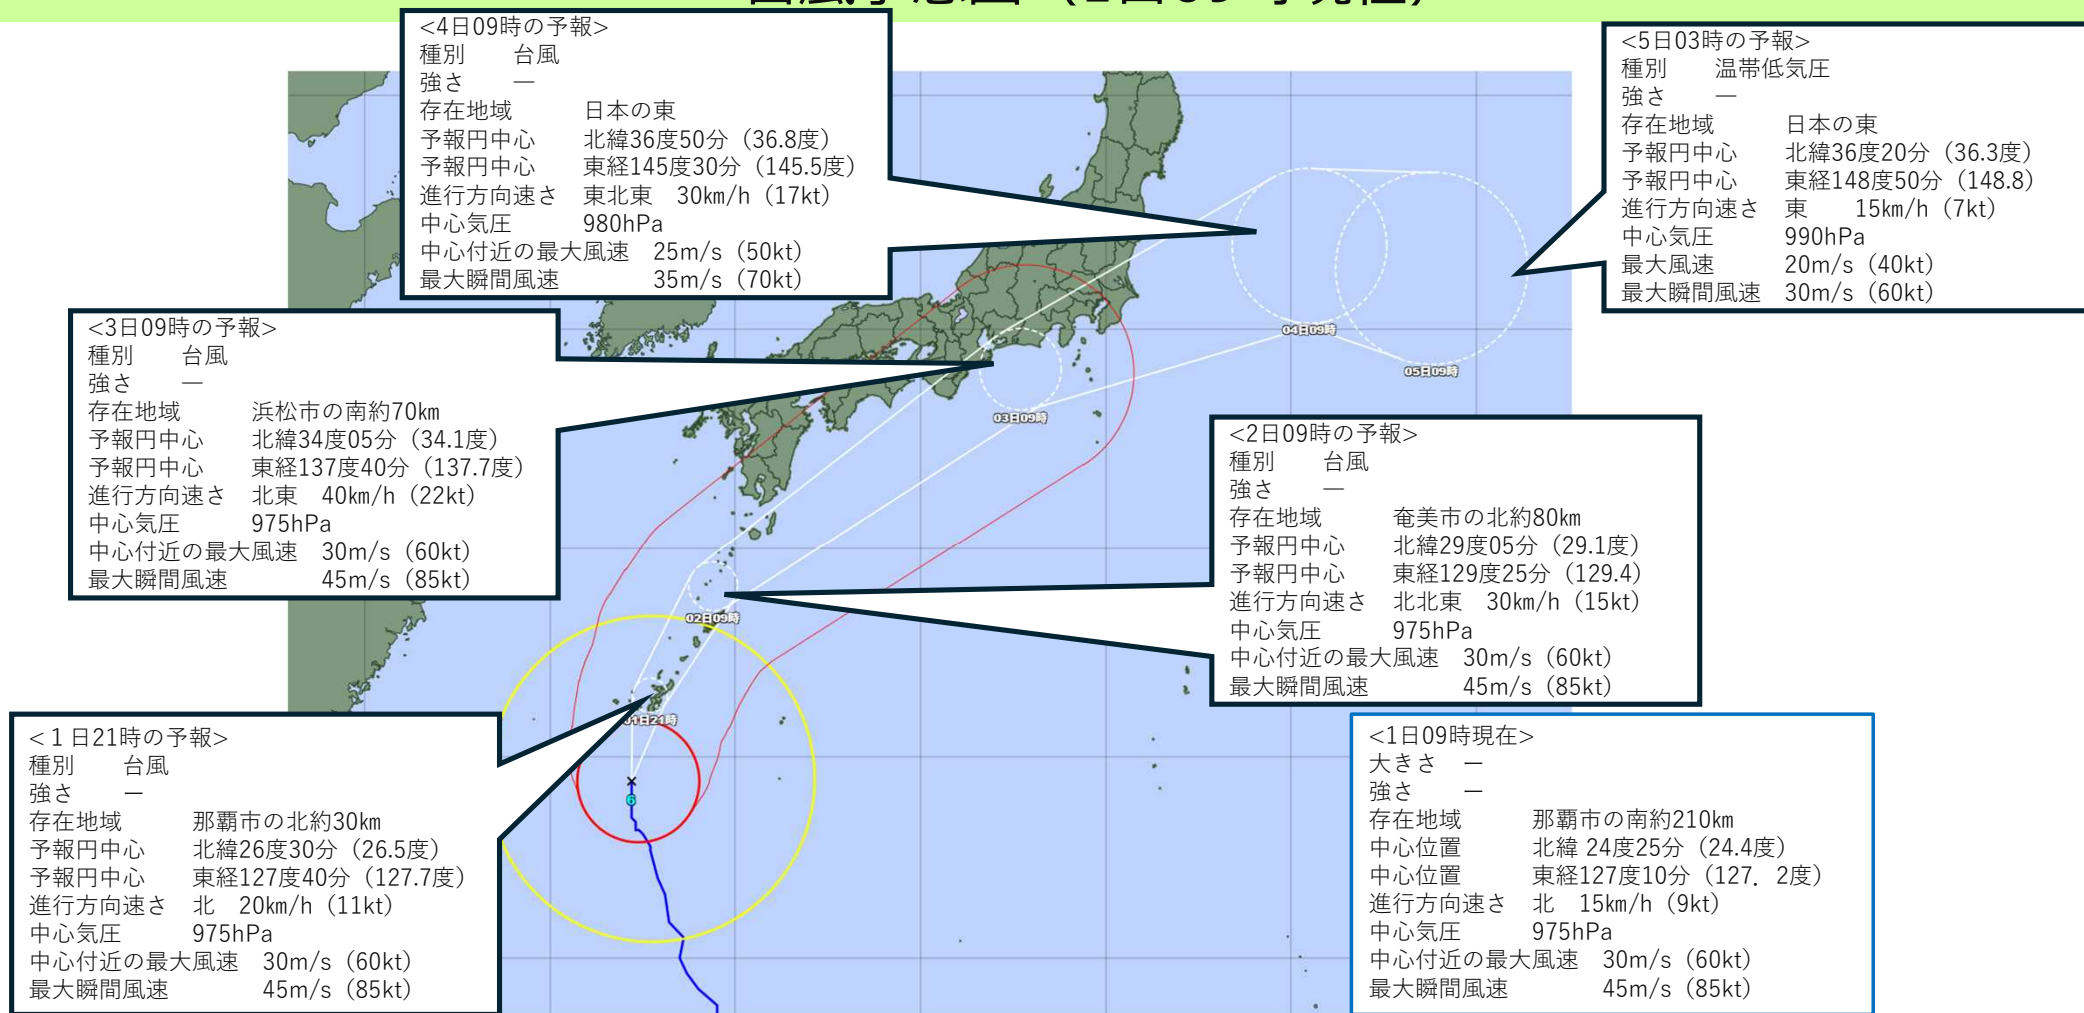 <4日09時の予報>
種別　台風
強さ　―
存在地域　日本の東
予報円中心　北緯36度50分（36.8度）
予報円中心　東経145度30分（145.5度）
進行方向速さ　東北東　30km/h（17kt）
中心気圧　980hPa
中心付近の最大風速　25m/s（50kt）
最大瞬間風速　35m/s（70kt）
<5日03時の予報>
種別　温帯低気圧
強さ　―
存在地域　日本の東
予報円中心　北緯36度20分（36.3度）
予報円中心　東経148度50分（148.8）
進行方向速さ　東　15km/h（7kt）
中心気圧　990hPa
最大風速　20m/s（40kt）
最大瞬間風速　30m/s（60kt）
<3日09時の予報>
種別　台風
強さ　―
存在地域　浜松市の南約70km
予報円中心　北緯34度05分（34.1度）
予報円中心　東経137度40分（137.7度）
進行方向速さ　北東　40km/h（22kt）
中心気圧　975hPa
中心付近の最大風速　30m/s（60kt）
最大瞬間風速　45m/s（85kt）
04日09時
05日09時
03日09時
<2日09時の予報>
種別　台風
強さ　―
存在地域　奄美市の北約80km
予報円中心　北緯29度05分（29.1度）
予報円中心　東経129度25分（129.4）
進行方向速さ　北北東　30km/h（15kt）
中心気圧　975hPa
中心付近の最大風速　30m/s（60kt）
最大瞬間風速　45m/s（85kt）
02日09時
01日21時
6
<１日21時の予報>
種別　台風
強さ　―
存在地域　那覇市の北約30km
予報円中心　北緯26度30分（26.5度）
予報円中心　東経127度40分（127.7度）
進行方向速さ　北　20km/h（11kt）
中心気圧　975hPa
中心付近の最大風速　30m/s（60kt）
最大瞬間風速　45m/s（85kt）
<1日09時現在>
大きさ　―
強さ　―
存在地域　那覇市の南約210km
中心位置　北緯 24度25分（24.4度）
中心位置　東経127度10分（127．2度）
進行方向速さ　北　15km/h（9kt）
中心気圧　975hPa
中心付近の最大風速　30m/s（60kt）
最大瞬間風速　45m/s（85kt）